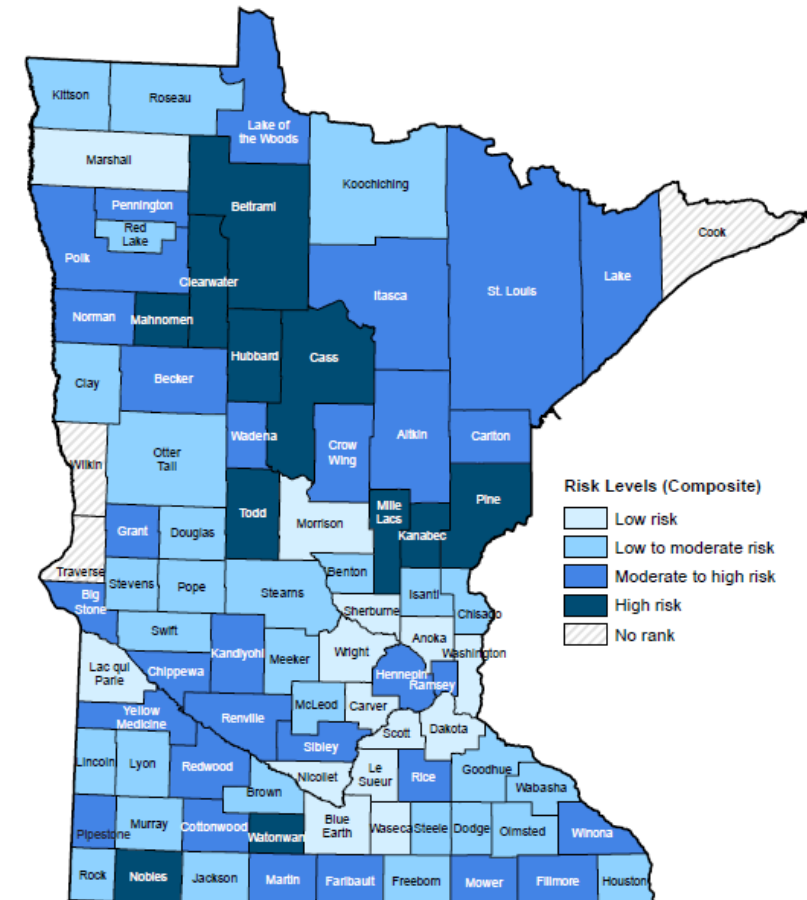 Kittson
Roseau
Lake of
the Woods
Marshall
Koochiching
Beltrami
Pennington
Red
Lake
Cook
Polk
Clearwater
Itasca
St. Louis
Lake
Norman
Mahnomen
Hubbard
Cass
Clay
Becker
Wadena
Crow
Wing
Aitkin
Carlton
Wilkin
Otter
Tail
Todd
Morrison
Mille
Lacs
Kanabec
Pine
Risk Levels (Composite)
Low risk
Low to moderate risk
Moderate to high risk
High risk
No rank
Grant
Douglas
Traverse
Stevens
Pope
Stearns
Benton
Isanti
Chisago
Big
Stone
Sherburne
Swift
Kandiyohi
Meeker
Wright
Anoka
Washington
Lac qui
Parle
Chippewa
Hennepin
Ramsey
Yellow
Medicine
Renville
McLeod
Carver
Scott
Dakota
Sibley
Lincoln
Lyon
Redwood
Nicollet
Le
Sueur
Rice
Goodhue
Wabasha
Brown
Pipestone
Murray
Cottonwood
Watonwan
Blue
Earth
Waseca
Steele
Dodge
Olmsted
Winona
Rock
Nobles
Jackson
Martin
Faribault
Freeborn
Mower
Fillmore
Houston